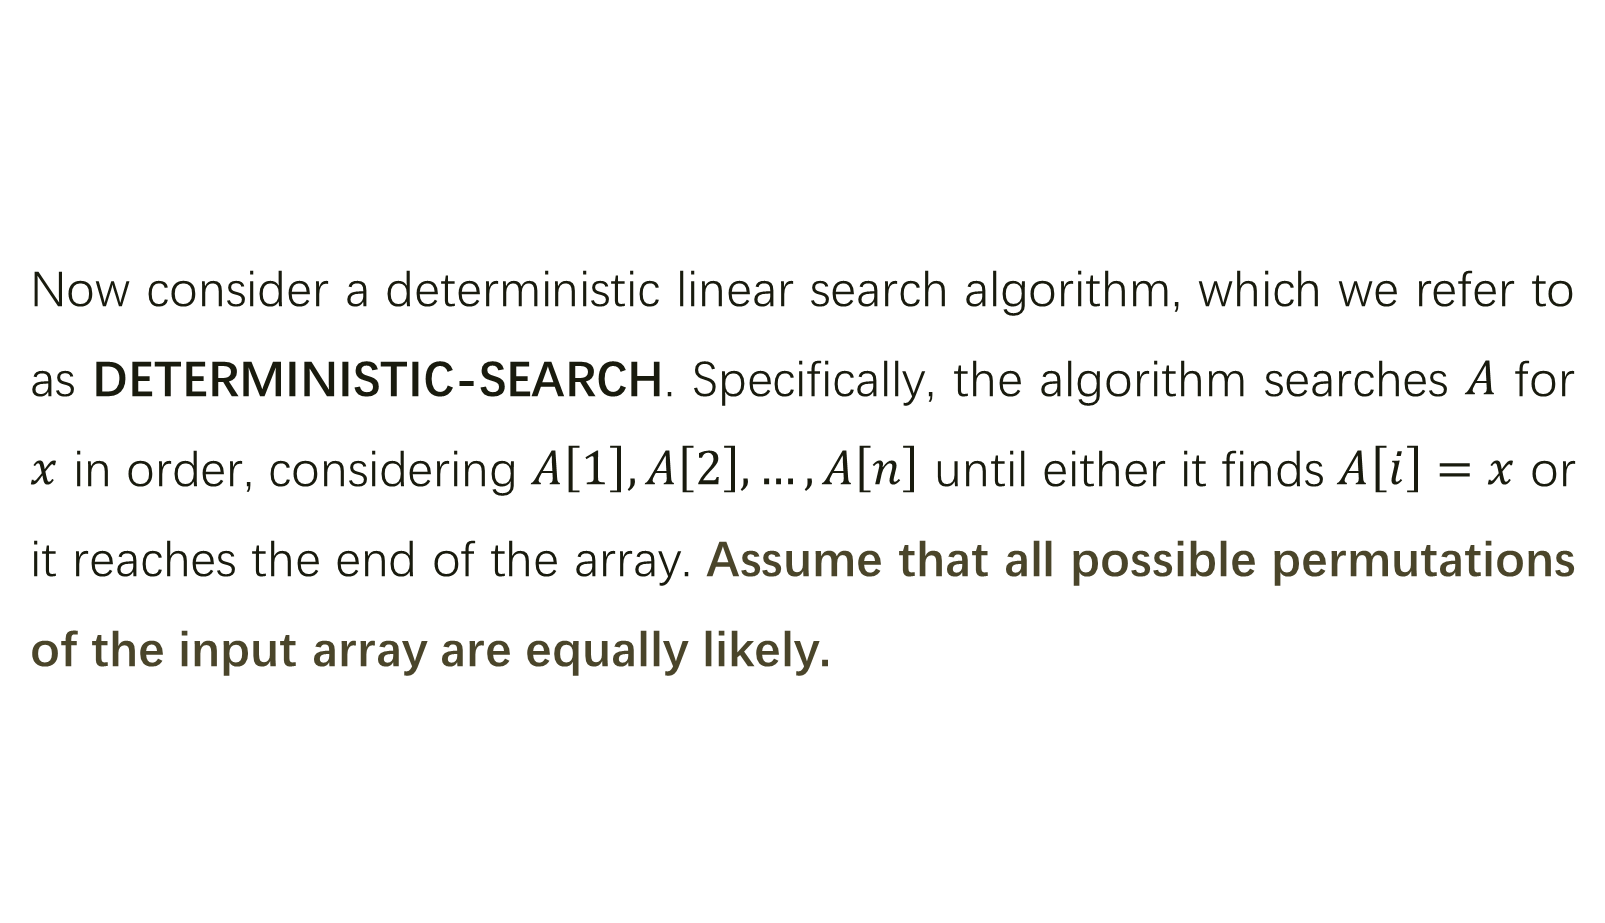 Now consider a deterministic linear search algorithm, which we refer to
as DETERMINISTIC-SEARCH. Specifically, the algorithm searches A for
x in order, considering A[1], A[2], … , A[n] until either it finds A[i] = x or
it reaches the end of the array. Assume that all possible permutations
of the input array are equally likely.